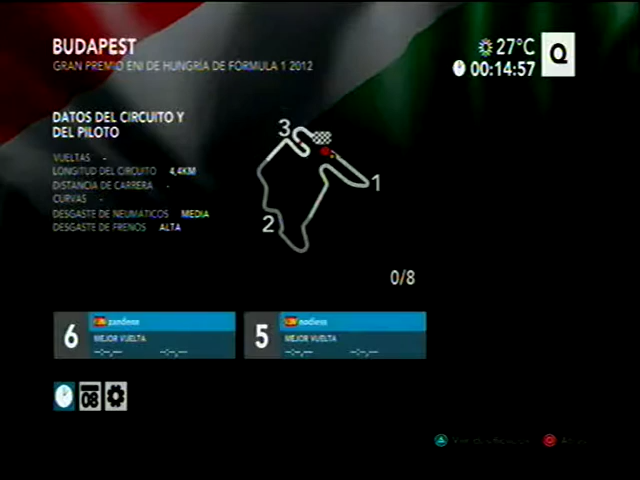 BUDAPEST
GRAN PREMIO ENI DE HUNGRÍA DE FÓRMULA 1 2012
27°C
00:14:57
Q
DATOS DEL CIRCUITO Y
DEL PILOTO
VUELTAS -
LONGITUD DEL CIRCUITO 4,4KM
DISTANCIA DE CARRERA -
CURVAS -
DESGASTE DE NEUMÁTICOS MEDIA
DESGASTE DE FRENOS ALTA
3
1
2
0/8
6
MEJOR VUELTA
--:--,--- --:--,---
5
MEJOR VUELTA
--:--,--- --:--,---
08